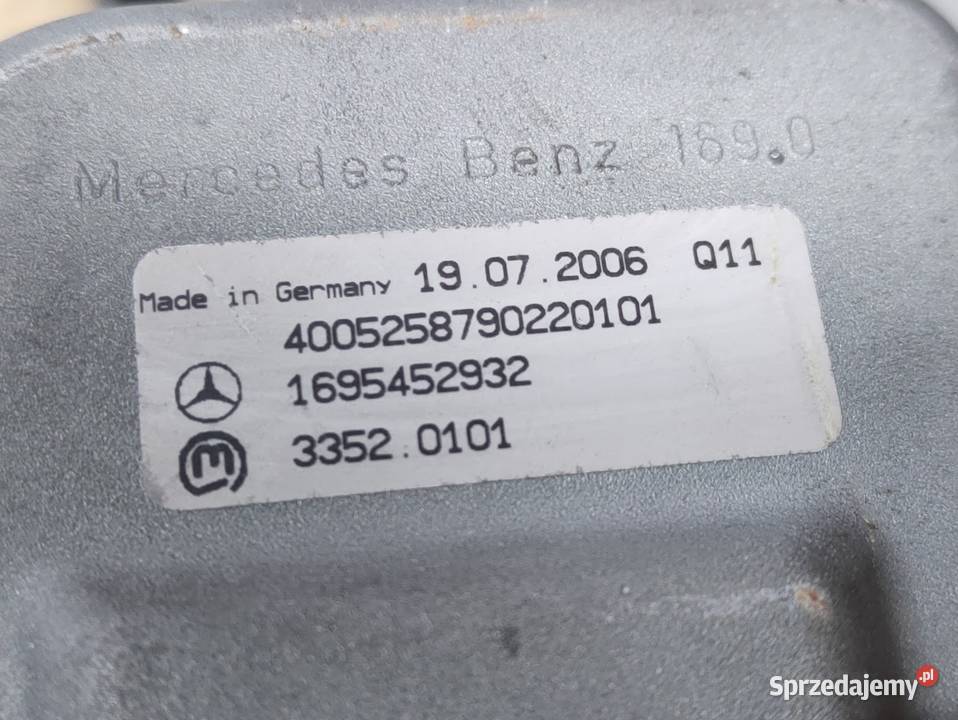 Mercedes Benz 169.0
Made in Germany 19.07.2006 Q11
4005258790220101
1695452932
m 3352.0101
Sprzedajemy.pl